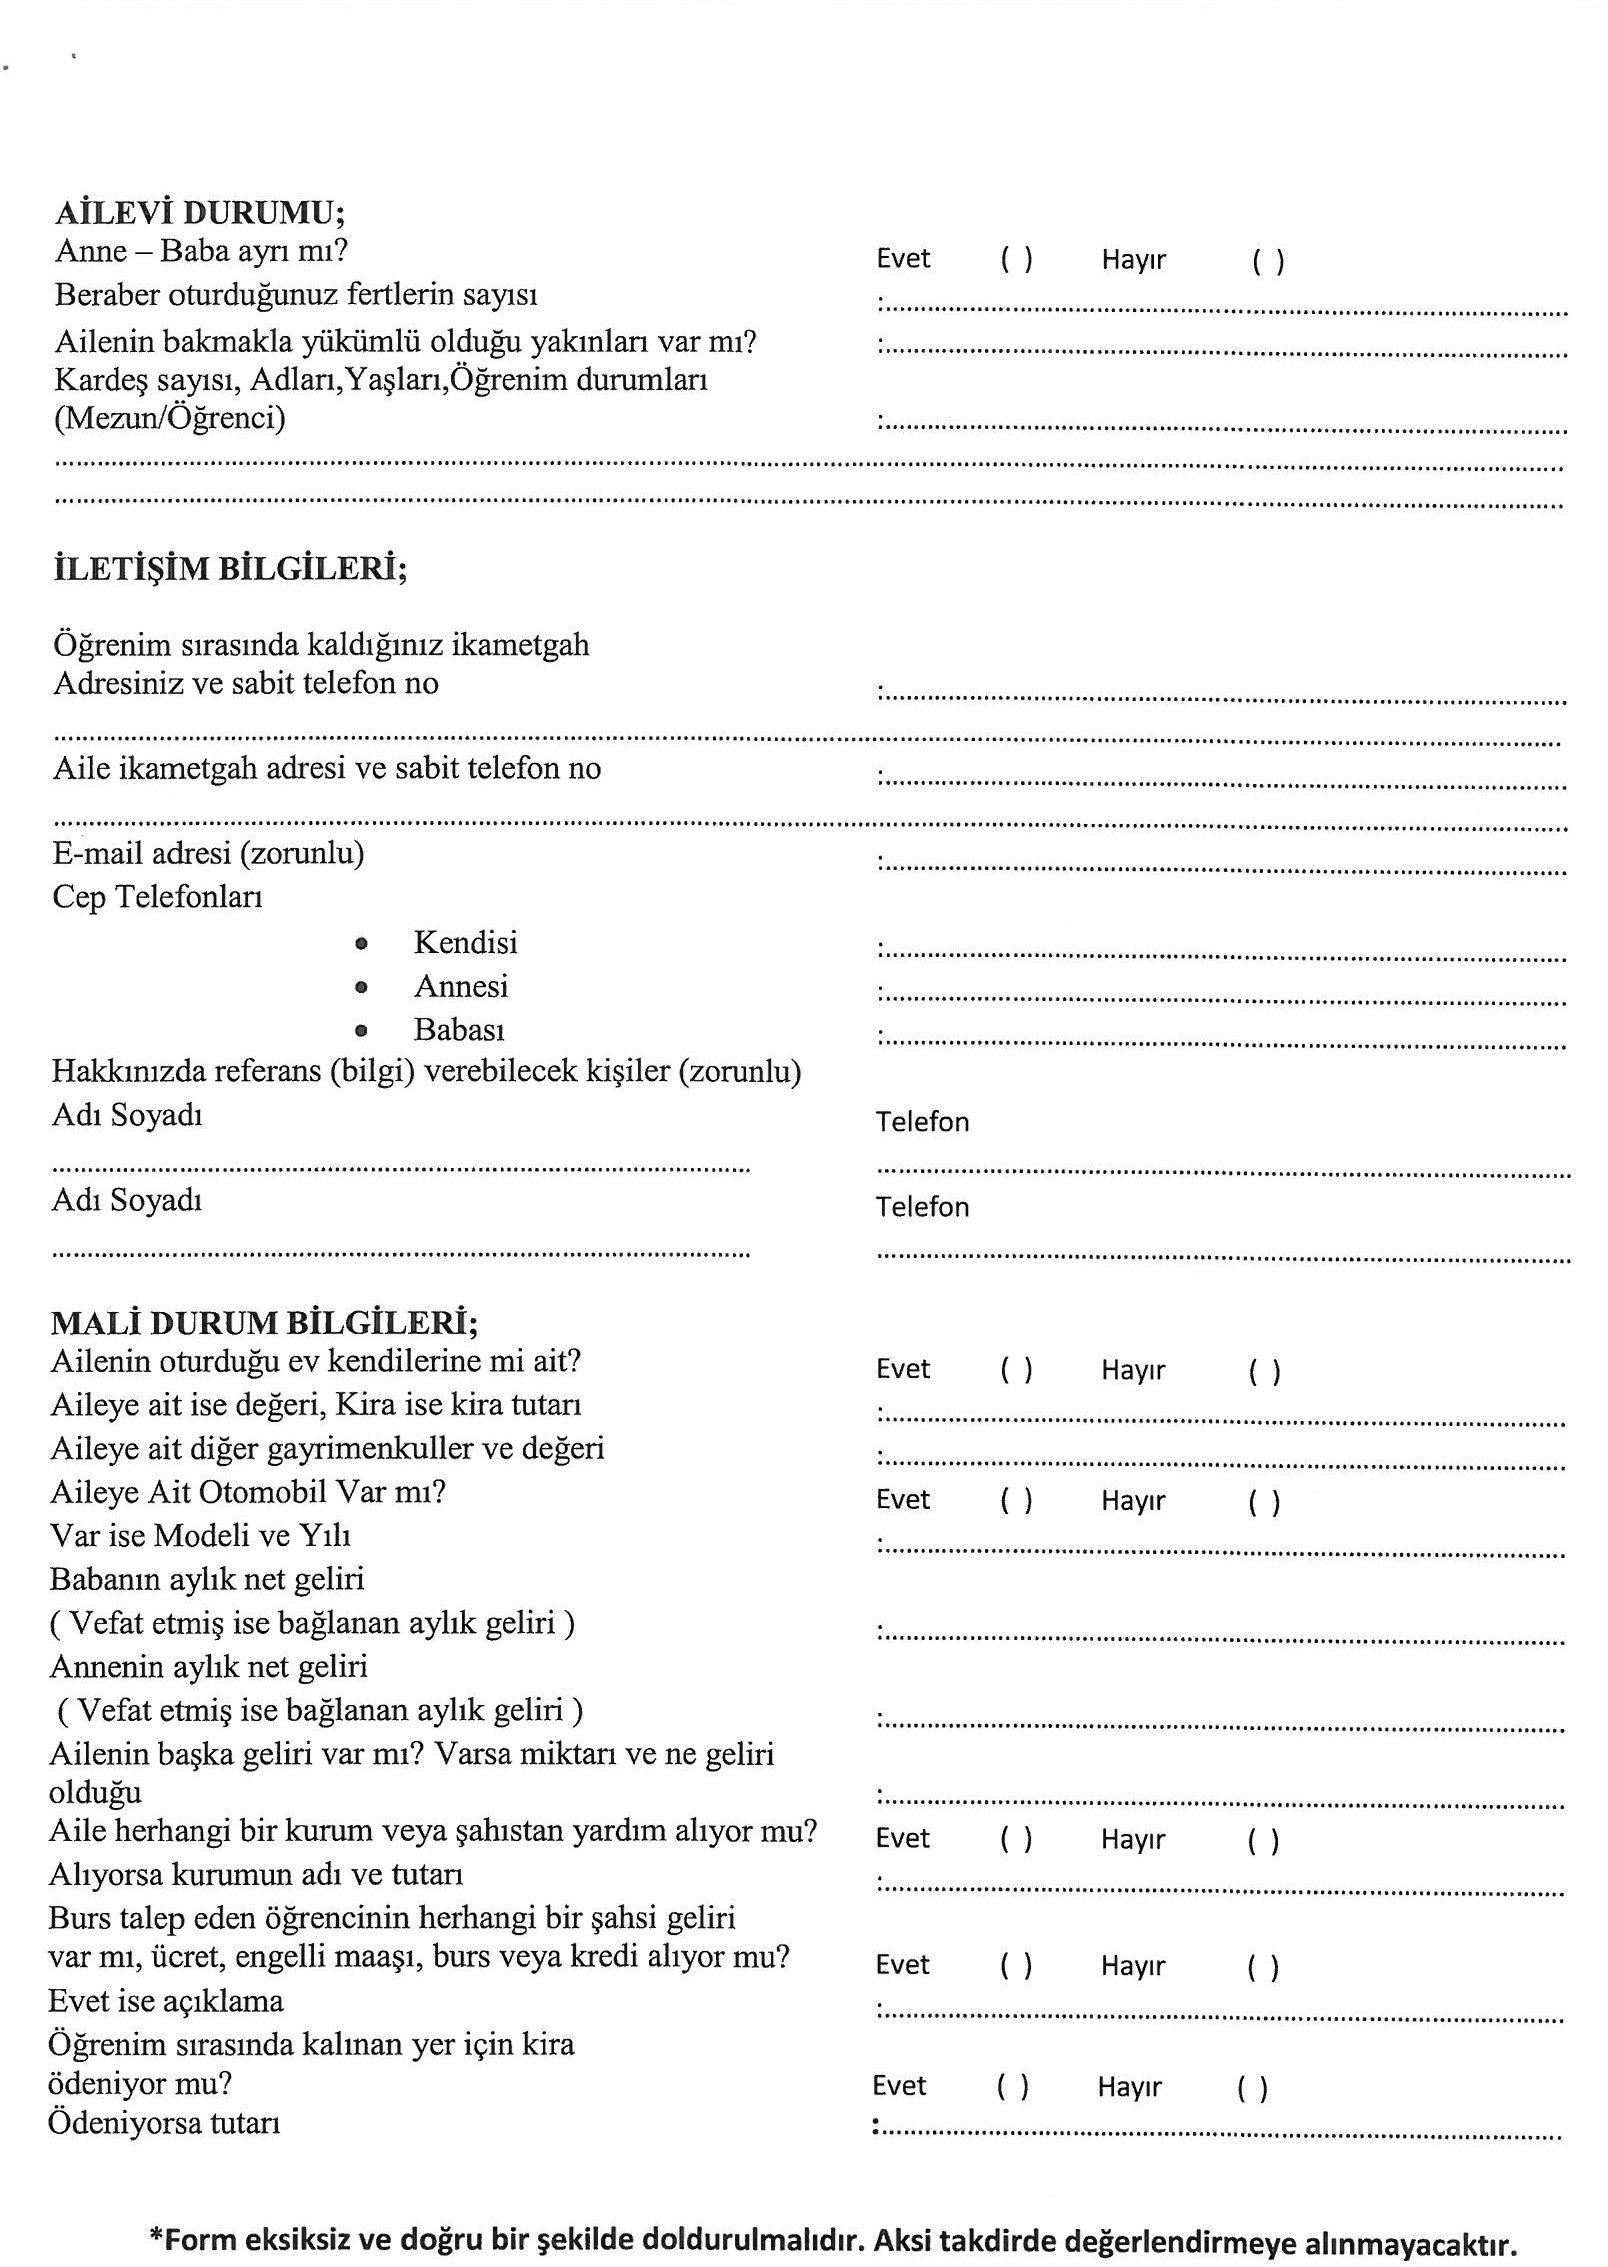 AİLEVİ DURUMU;
Anne – Baba ayrı mı? Evet ( ) Hayır ( )
Beraber oturduğunuz fertlerin sayısı :..........
Ailenin bakmakla yükümlü olduğu yakınları var mı? :..........
Kardeş sayısı, Adları,Yaşları,Öğrenim durumları
(Mezun/Öğrenci) :..........
..........
..........
İLETİŞİM BİLGİLERİ;
Öğrenim sırasında kaldığınız ikametgah
Adresiniz ve sabit telefon no :..........
..........
Aile ikametgah adresi ve sabit telefon no :..........
..........
E-mail adresi (zorunlu) :..........
Cep Telefonları
• Kendisi :..........
• Annesi :..........
• Babası :..........
Hakkınızda referans (bilgi) verebilecek kişiler (zorunlu)
Adı Soyadı Telefon
.......... ..........
Adı Soyadı Telefon
.......... ..........
MALİ DURUM BİLGİLERİ;
Ailenin oturduğu ev kendilerine mi ait? Evet ( ) Hayır ( )
Aileye ait ise değeri, Kira ise kira tutarı :..........
Aileye ait diğer gayrimenkuller ve değeri :..........
Aileye Ait Otomobil Var mı? Evet ( ) Hayır ( )
Var ise Modeli ve Yılı :..........
Babanın aylık net geliri
( Vefat etmiş ise bağlanan aylık geliri ) :..........
Annenin aylık net geliri
( Vefat etmiş ise bağlanan aylık geliri ) :..........
Ailenin başka geliri var mı? Varsa miktarı ve ne geliri
olduğu :..........
Aile herhangi bir kurum veya şahıstan yardım alıyor mu? Evet ( ) Hayır ( )
Alıyorsa kurumun adı ve tutarı :..........
Burs talep eden öğrencinin herhangi bir şahsi geliri
var mı, ücret, engelli maaşı, burs veya kredi alıyor mu? Evet ( ) Hayır ( )
Evet ise açıklama :..........
Öğrenim sırasında kalınan yer için kira
ödeniyor mu? Evet ( ) Hayır ( )
Ödeniyorsa tutarı :..........
*Form eksiksiz ve doğru bir şekilde doldurulmalıdır. Aksi takdirde değerlendirmeye alınmayacaktır.